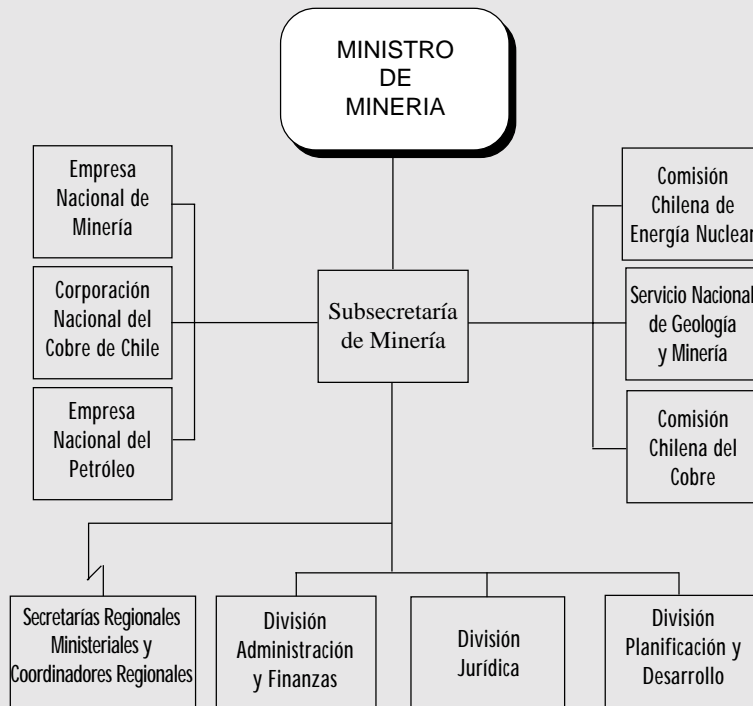 MINISTRO
DE
MINERIA
Empresa
Nacional de
Minería
Corporación
Nacional del
Cobre de Chile
Empresa
Nacional del
Petróleo
Subsecretaría
de Minería
Comisión
Chilena de
Energía Nuclear
Servicio Nacional
de Geología
y Minería
Comisión
Chilena del
Cobre
Secretarías Regionales
Ministeriales y
Coordinadores Regionales
División
Administración
y Finanzas
División
Jurídica
División
Planificación y
Desarrollo